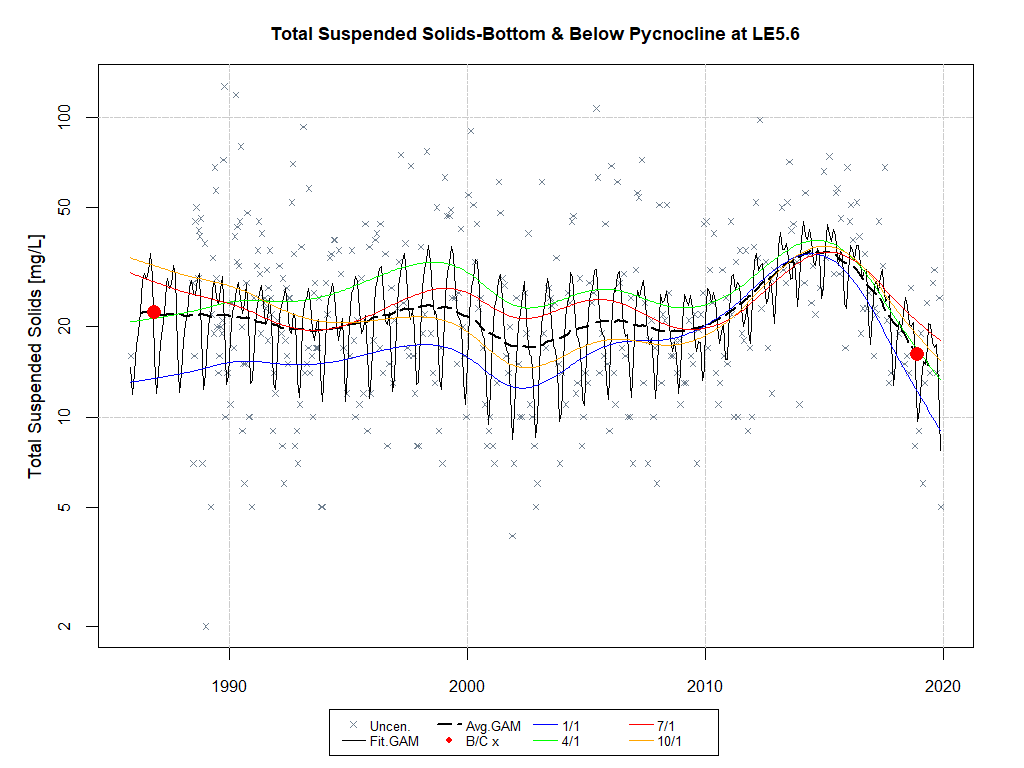 Total Suspended Solids-Bottom & Below Pycnocline at LE5.6
Total Suspended Solids [mg/L]
100
50
20
10
5
2
1990 2000 2010 2020
Uncen. Avg.GAM 1/1 7/1
Fit.GAM B/C x 4/1 10/1